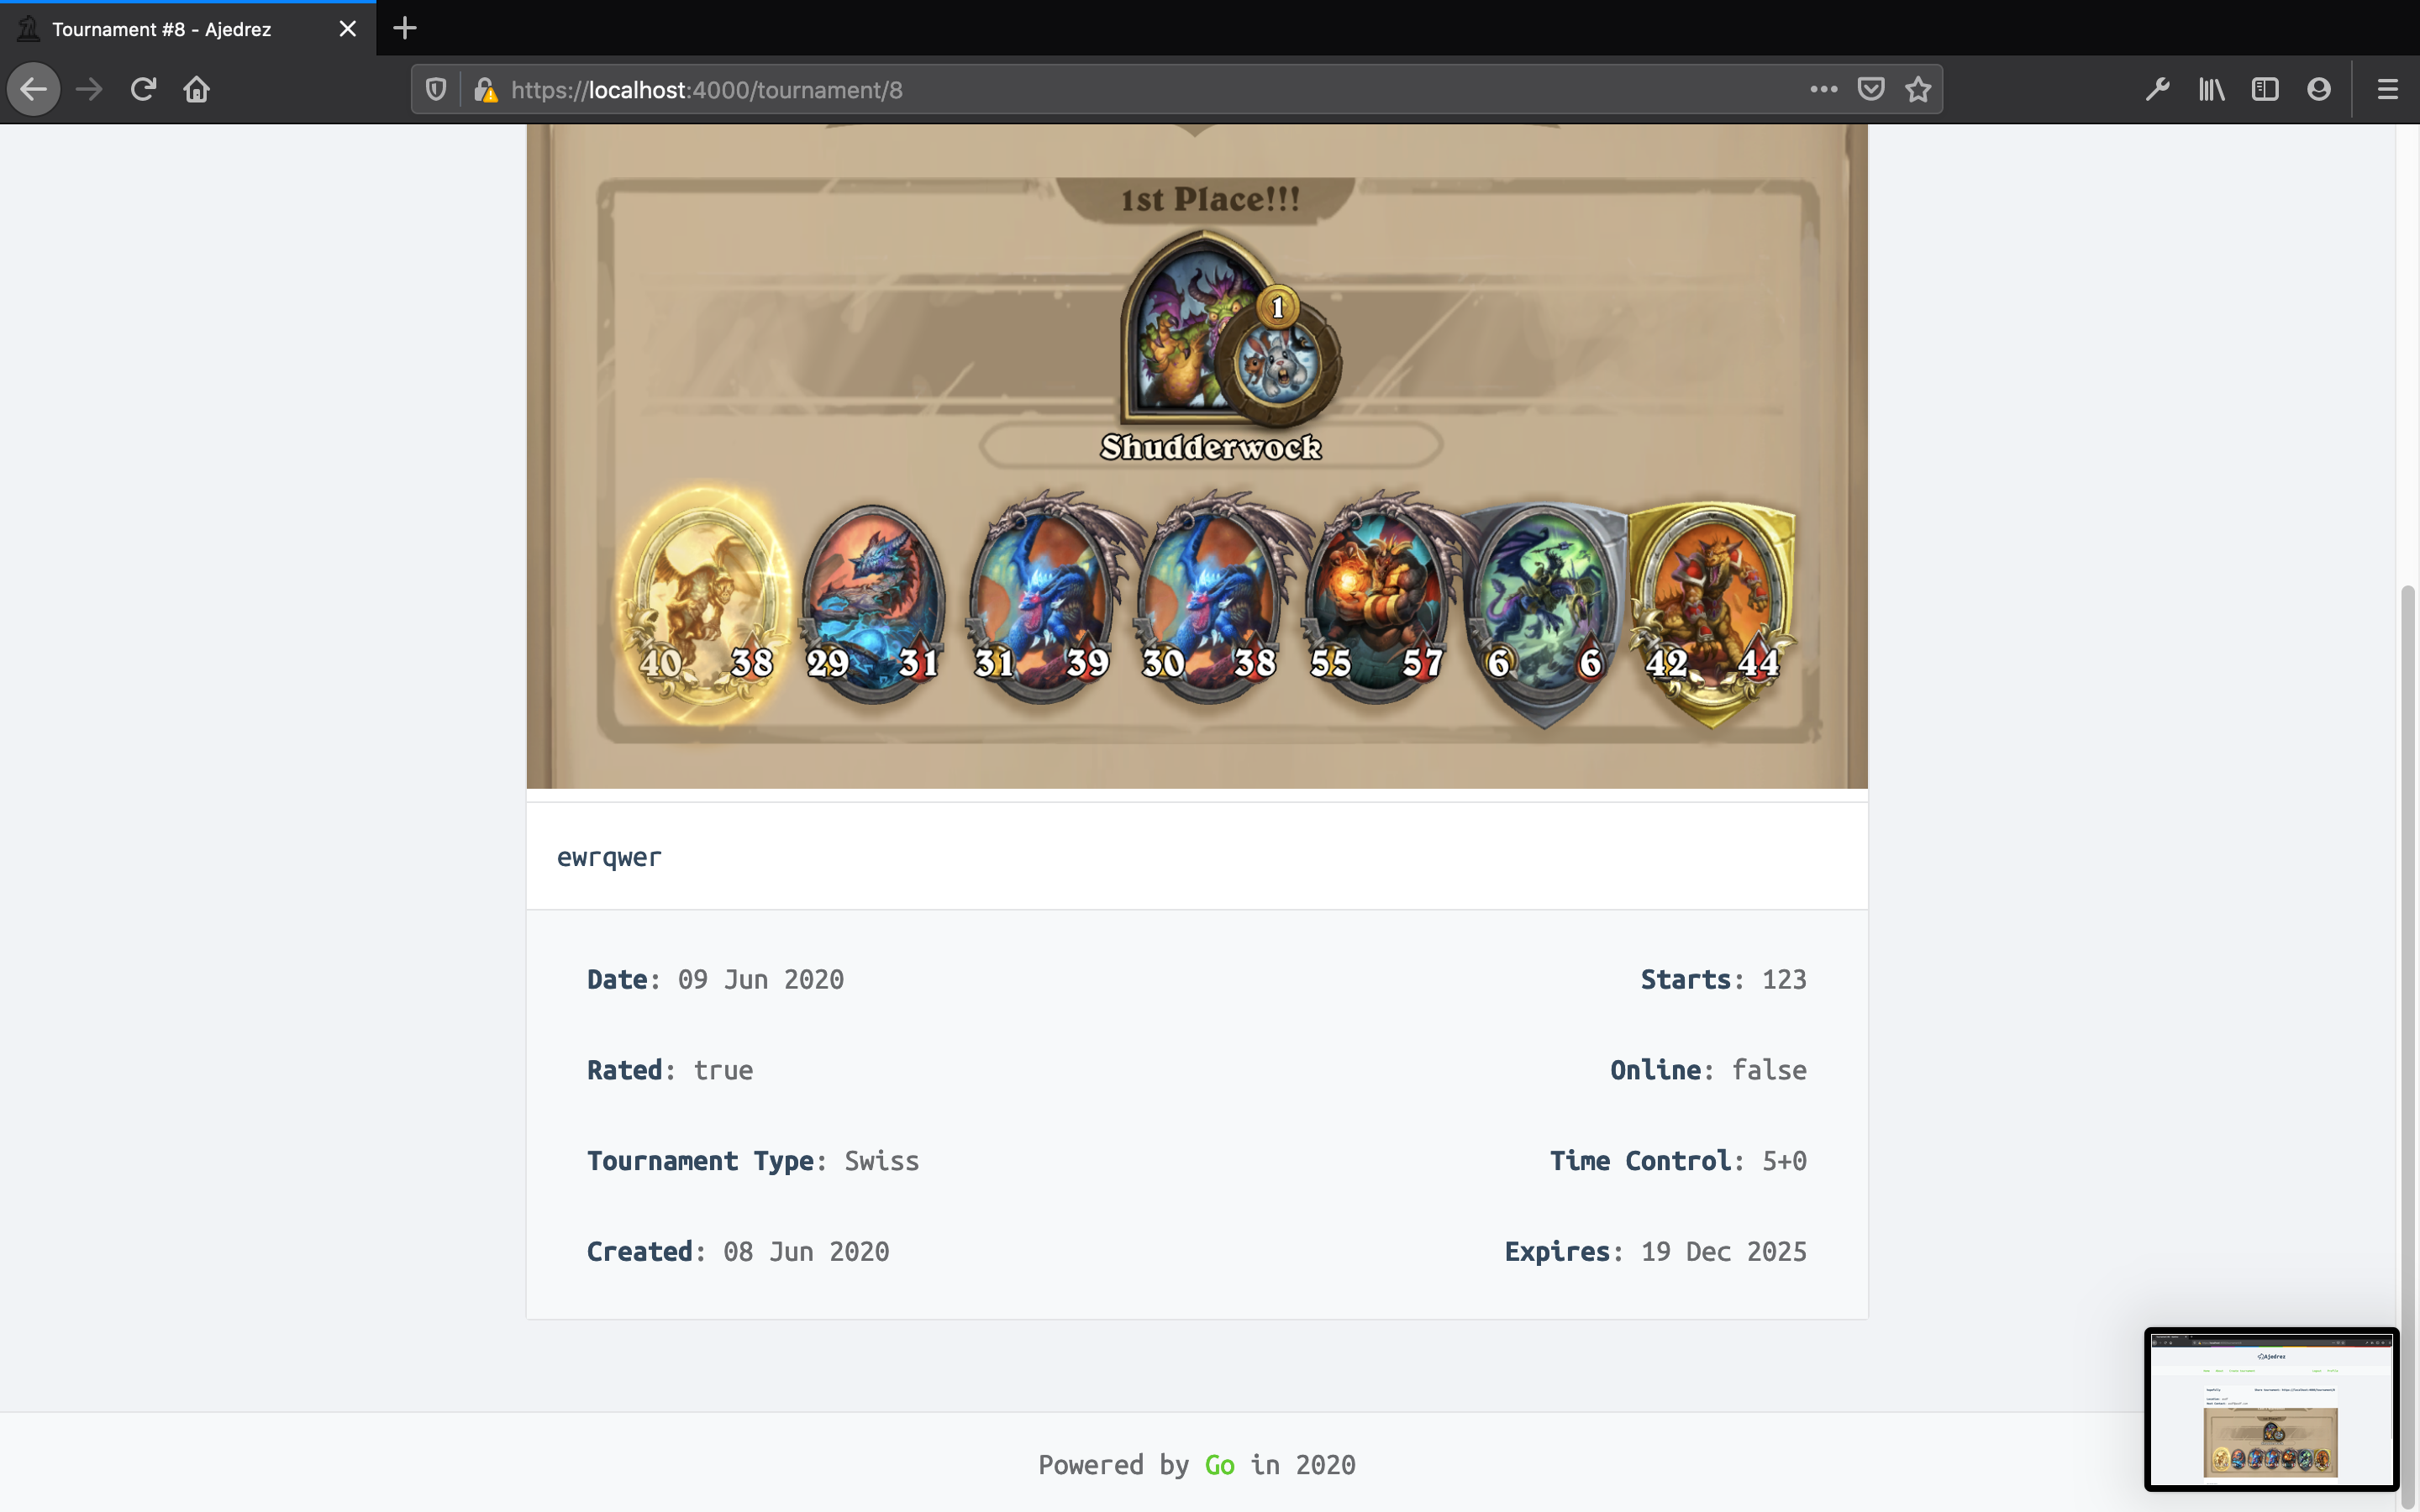 Tournament #8 - Ajedrez
https://localhost:4000/tournament/8
1st Place!!!
1
Shudderwock
40 38 29 31 31 39 30 38 55 57 6 6 42 44
ewrqwer
Date: 09 Jun 2020 Starts: 123
Rated: true Online: false
Tournament Type: Swiss Time Control: 5+0
Created: 08 Jun 2020 Expires: 19 Dec 2025
Powered by Go in 2020
Ajedrez